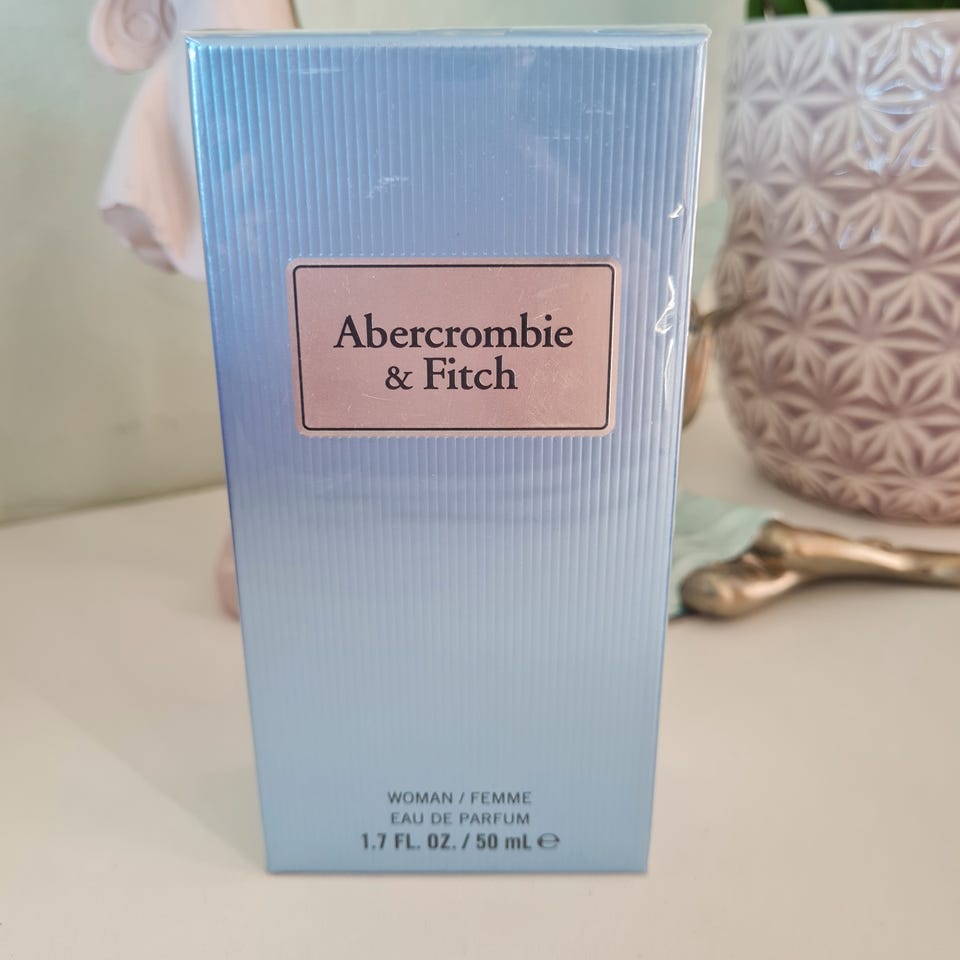 Abercrombie
& Fitch
WOMAN / FEMME
EAU DE PARFUM
1.7 FL. OZ. / 50 mL ℮